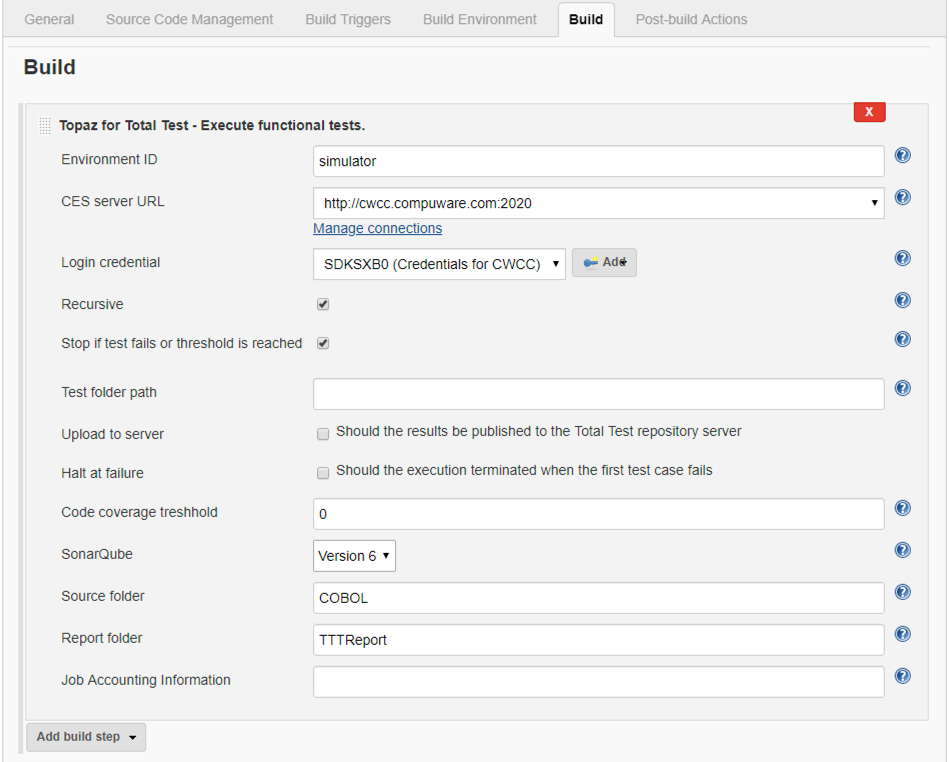 General Source Code Management Build Triggers Build Environment Build Post-build Actions
Build
X
Topaz for Total Test - Execute functional tests.
Environment ID simulator ?
CES server URL http://cwcc.compuware.com:2020 ?
Manage connections
Login credential SDKSXB0 (Credentials for CWCC) Add ?
Recursive ?
Stop if test fails or threshold is reached ?
Test folder path ?
Upload to server Should the results be published to the Total Test repository server
Halt at failure Should the execution terminated when the first test case fails
Code coverage treshhold 0 ?
SonarQube Version 6 ?
Source folder COBOL ?
Report folder TTTReport ?
Job Accounting Information ?
Add build step